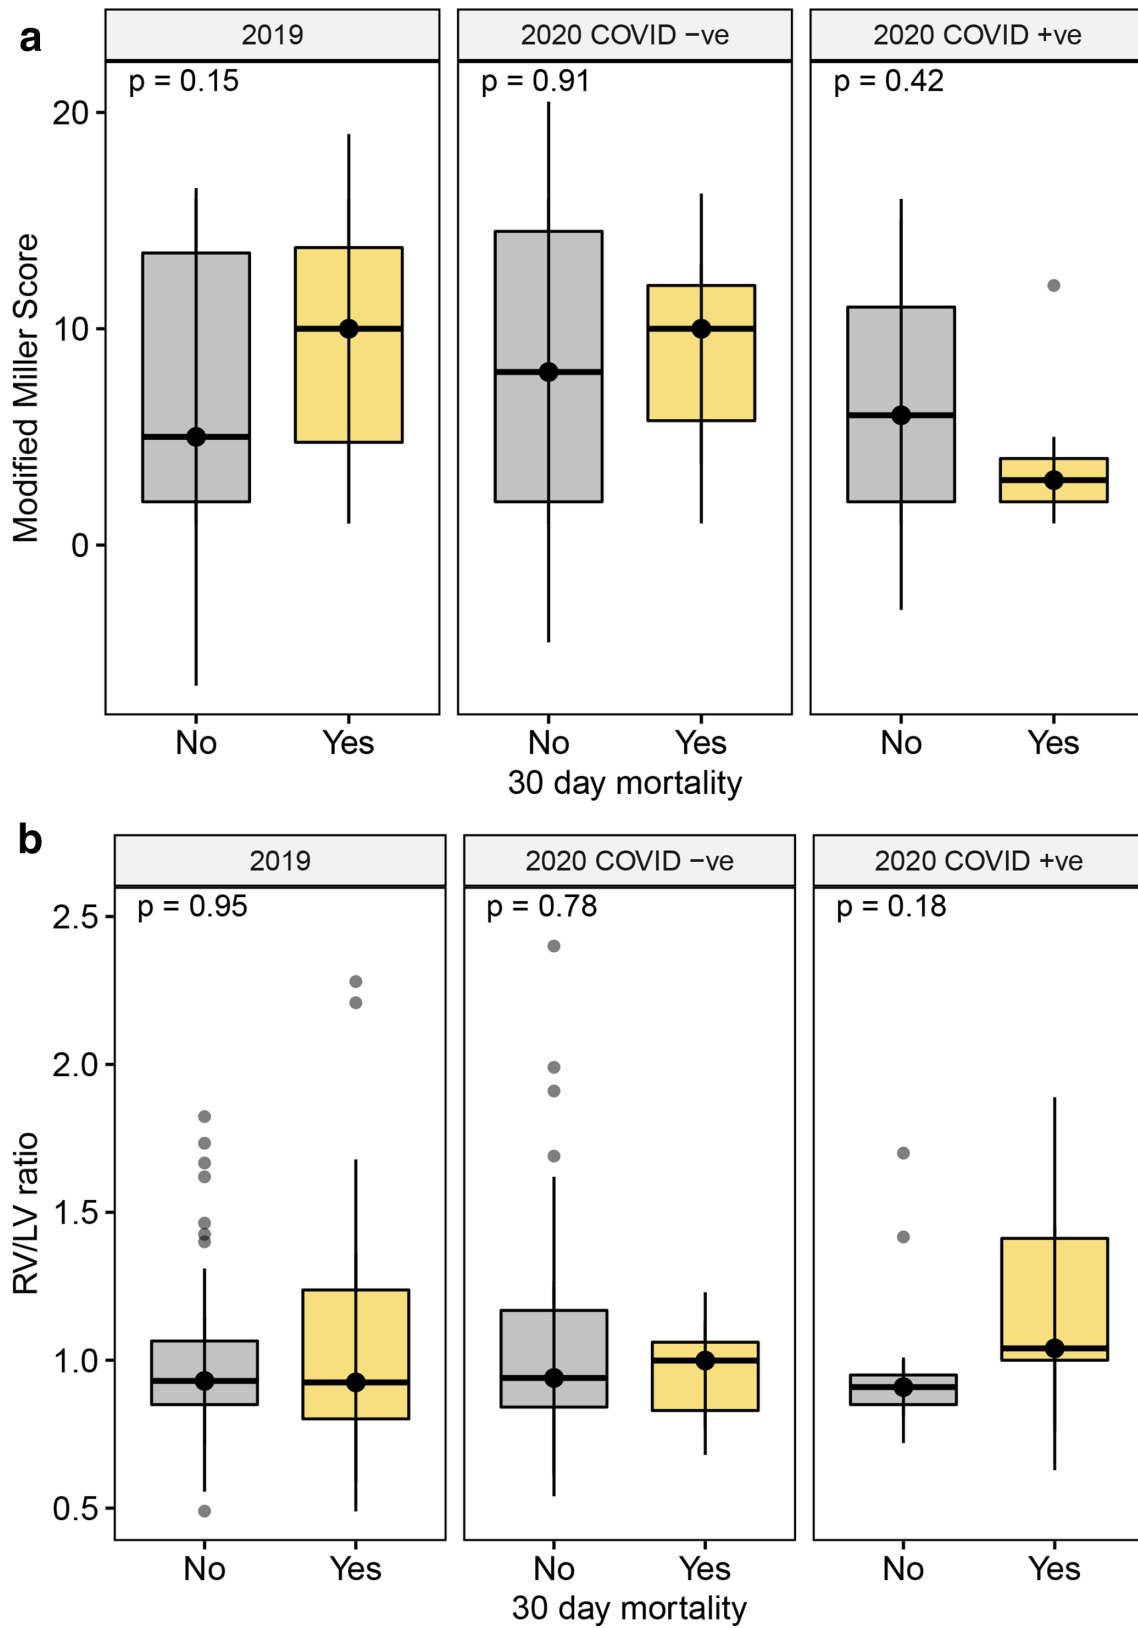 a
2019
2020 COVID −ve
2020 COVID +ve
p = 0.15
p = 0.91
p = 0.42
Modified Miller Score
20
10
0
No
Yes
No
Yes
No
Yes
30 day mortality
b
2019
2020 COVID −ve
2020 COVID +ve
p = 0.95
p = 0.78
p = 0.18
RV/LV ratio
2.5
2.0
1.5
1.0
0.5
No
Yes
No
Yes
No
Yes
30 day mortality